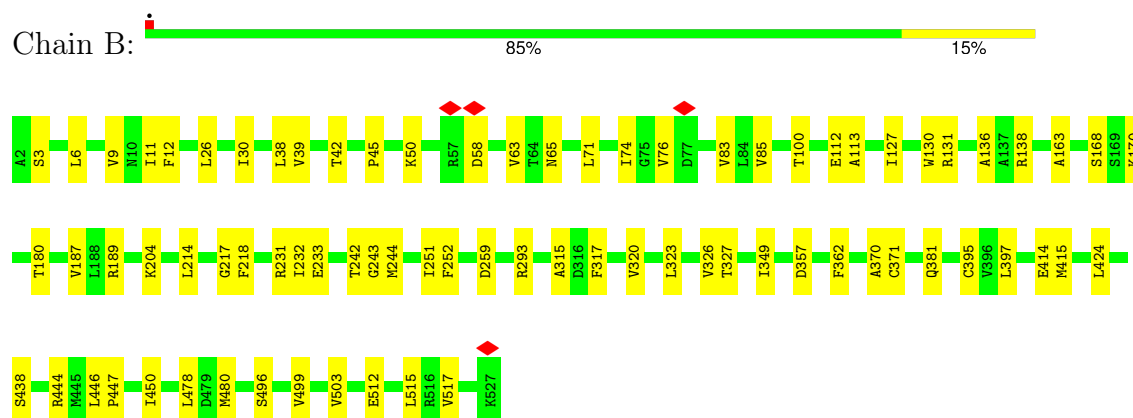 Chain B:
85% 15%
A2 S3 L6 V9 N10 I11 F12 L26 I30 L38 V39 T42 P45 K50 R57 D58 V63 T64 N65 L71 I74 G75 V76 D77 V83 L84 V85 T100 E112 A113 I127 W130 R131 A136 A137 R138 A163 S168 S169
T180 V187 L188 R189 K204 L214 G217 F218 R231 I232 E233 T242 G243 M244 I251 F252 D259 R293 A315 D316 F317 V320 L323 V326 T327 I349 D357 F362 A370 C371 Q381 C395 V396 L397 E414 M415 L424
S438 R444 M445 L446 P447 I450 L478 D479 M480 S496 V499 V503 E512 L515 R516 V517 K527